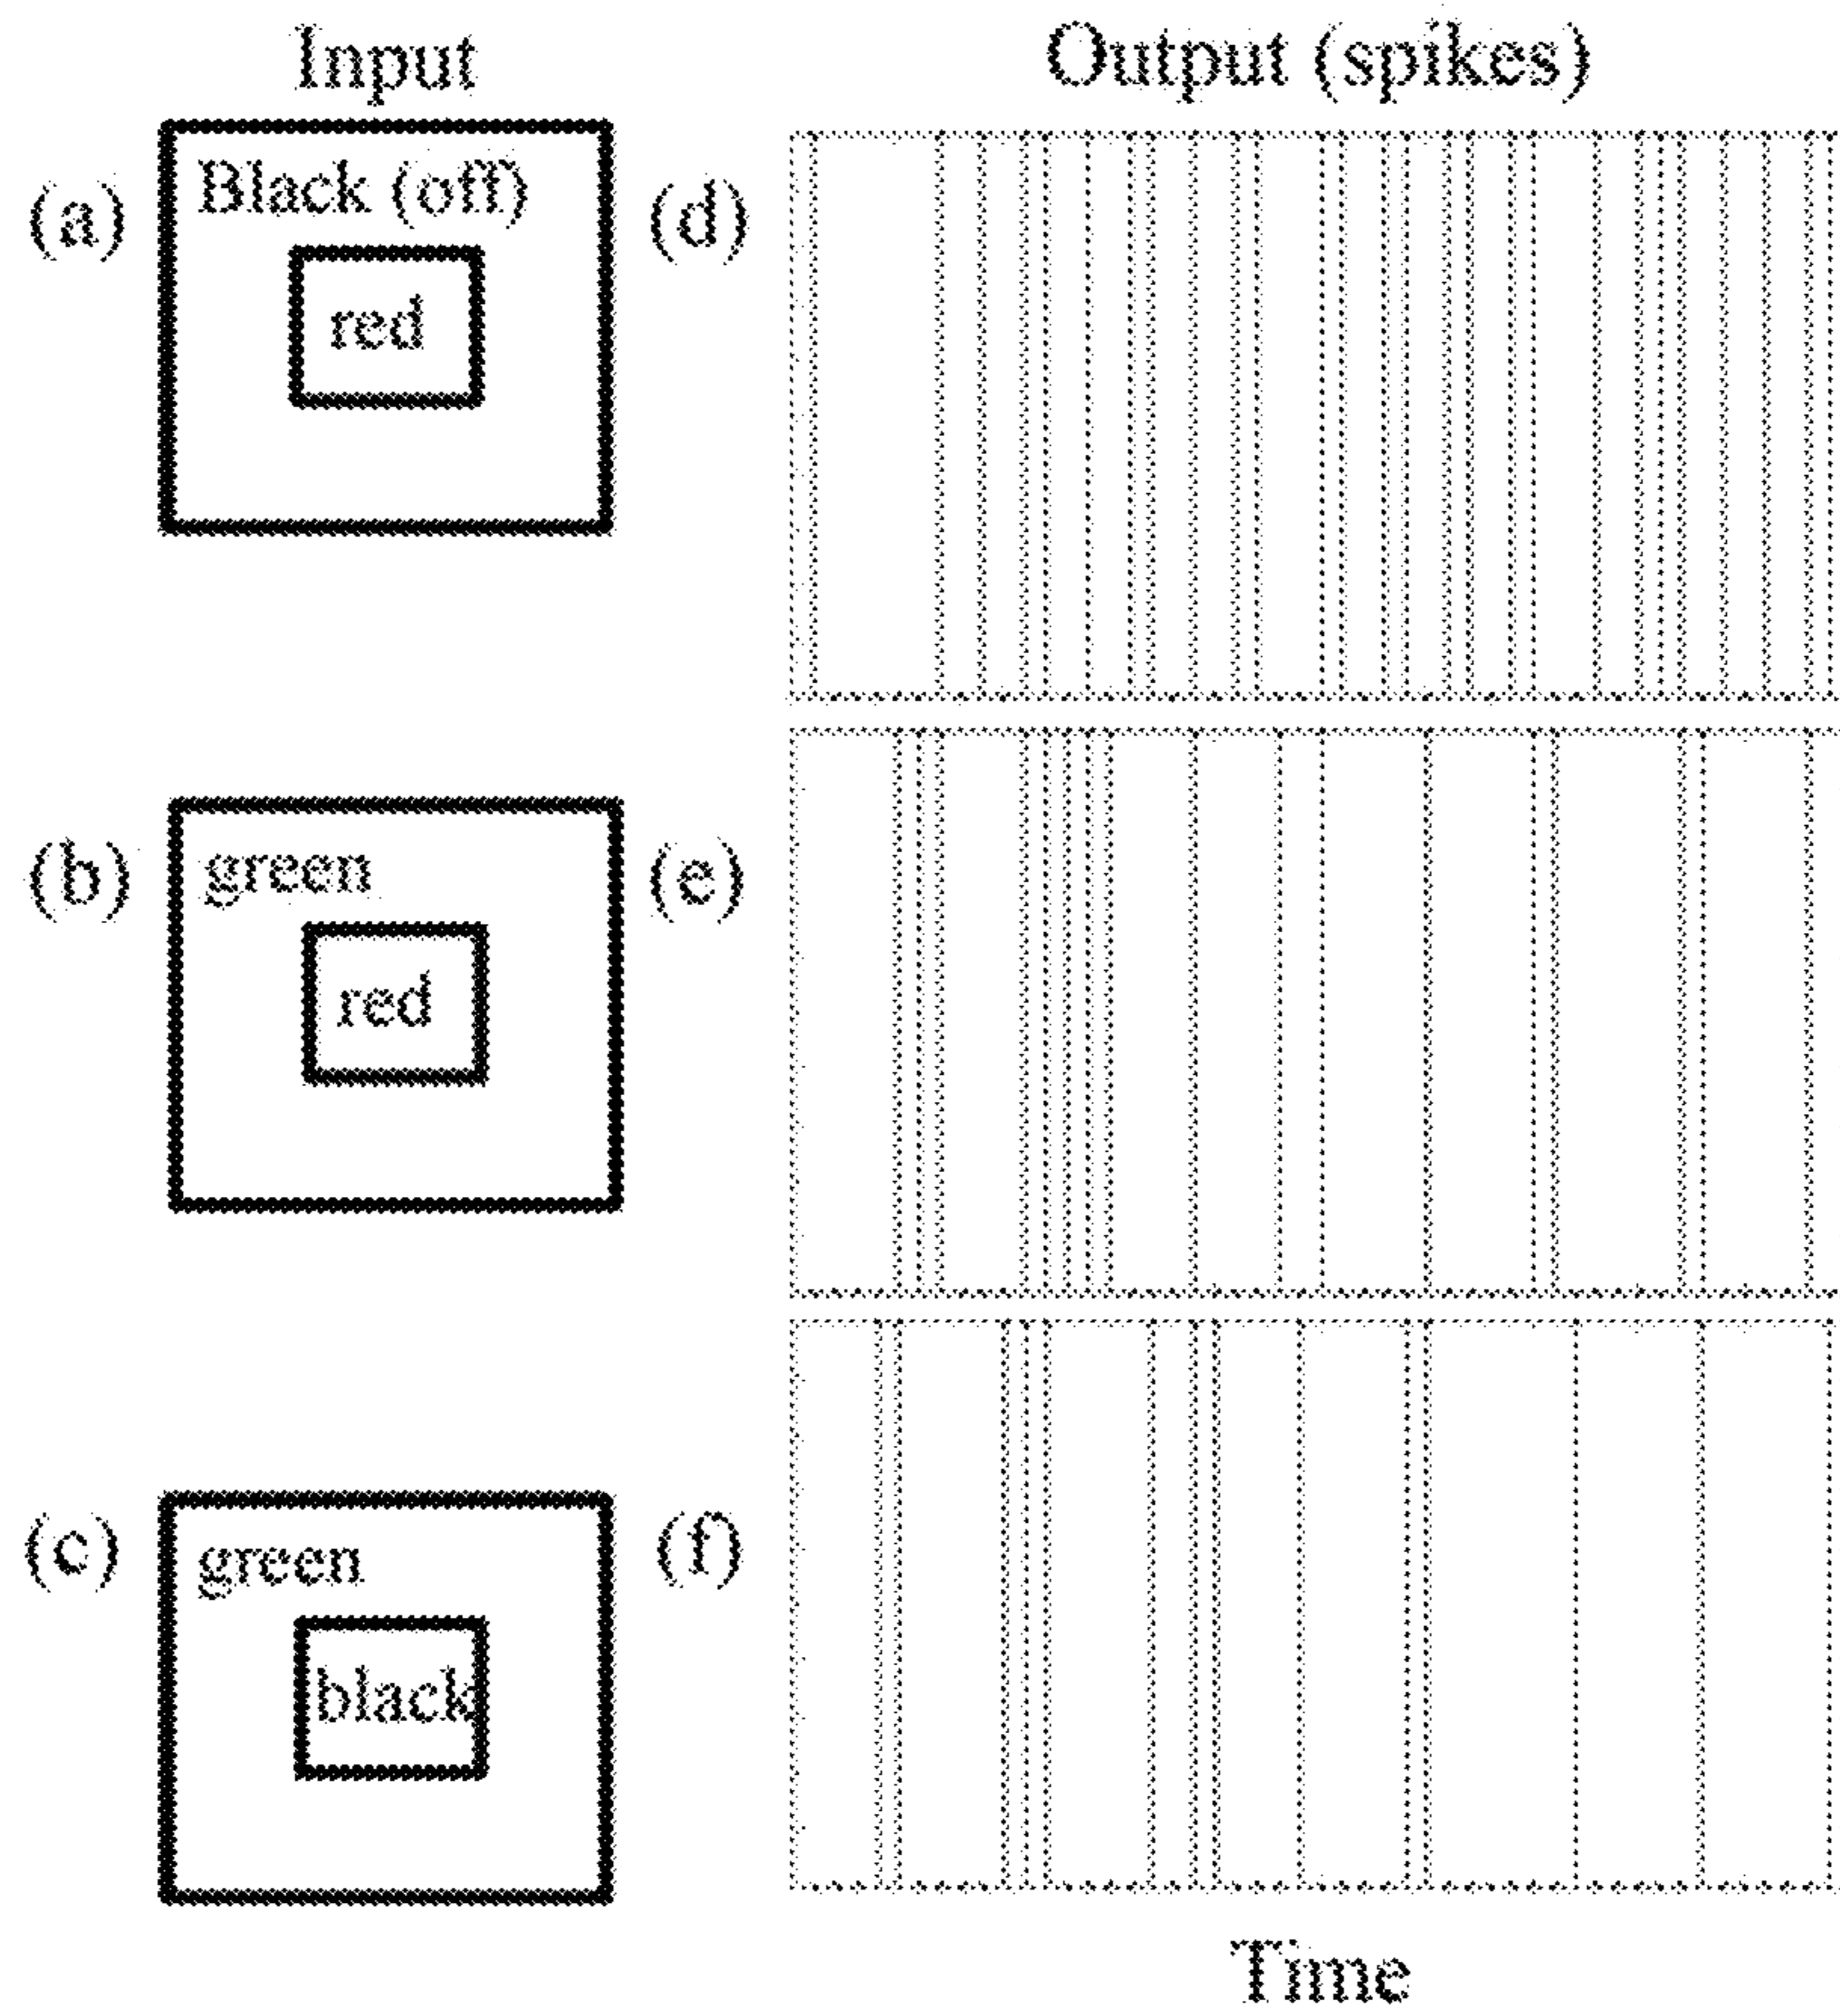 Input
Output (spikes)
(a)
Black (off)
red
(d)
(b)
green
red
(e)
(c)
green
black
(f)
Time